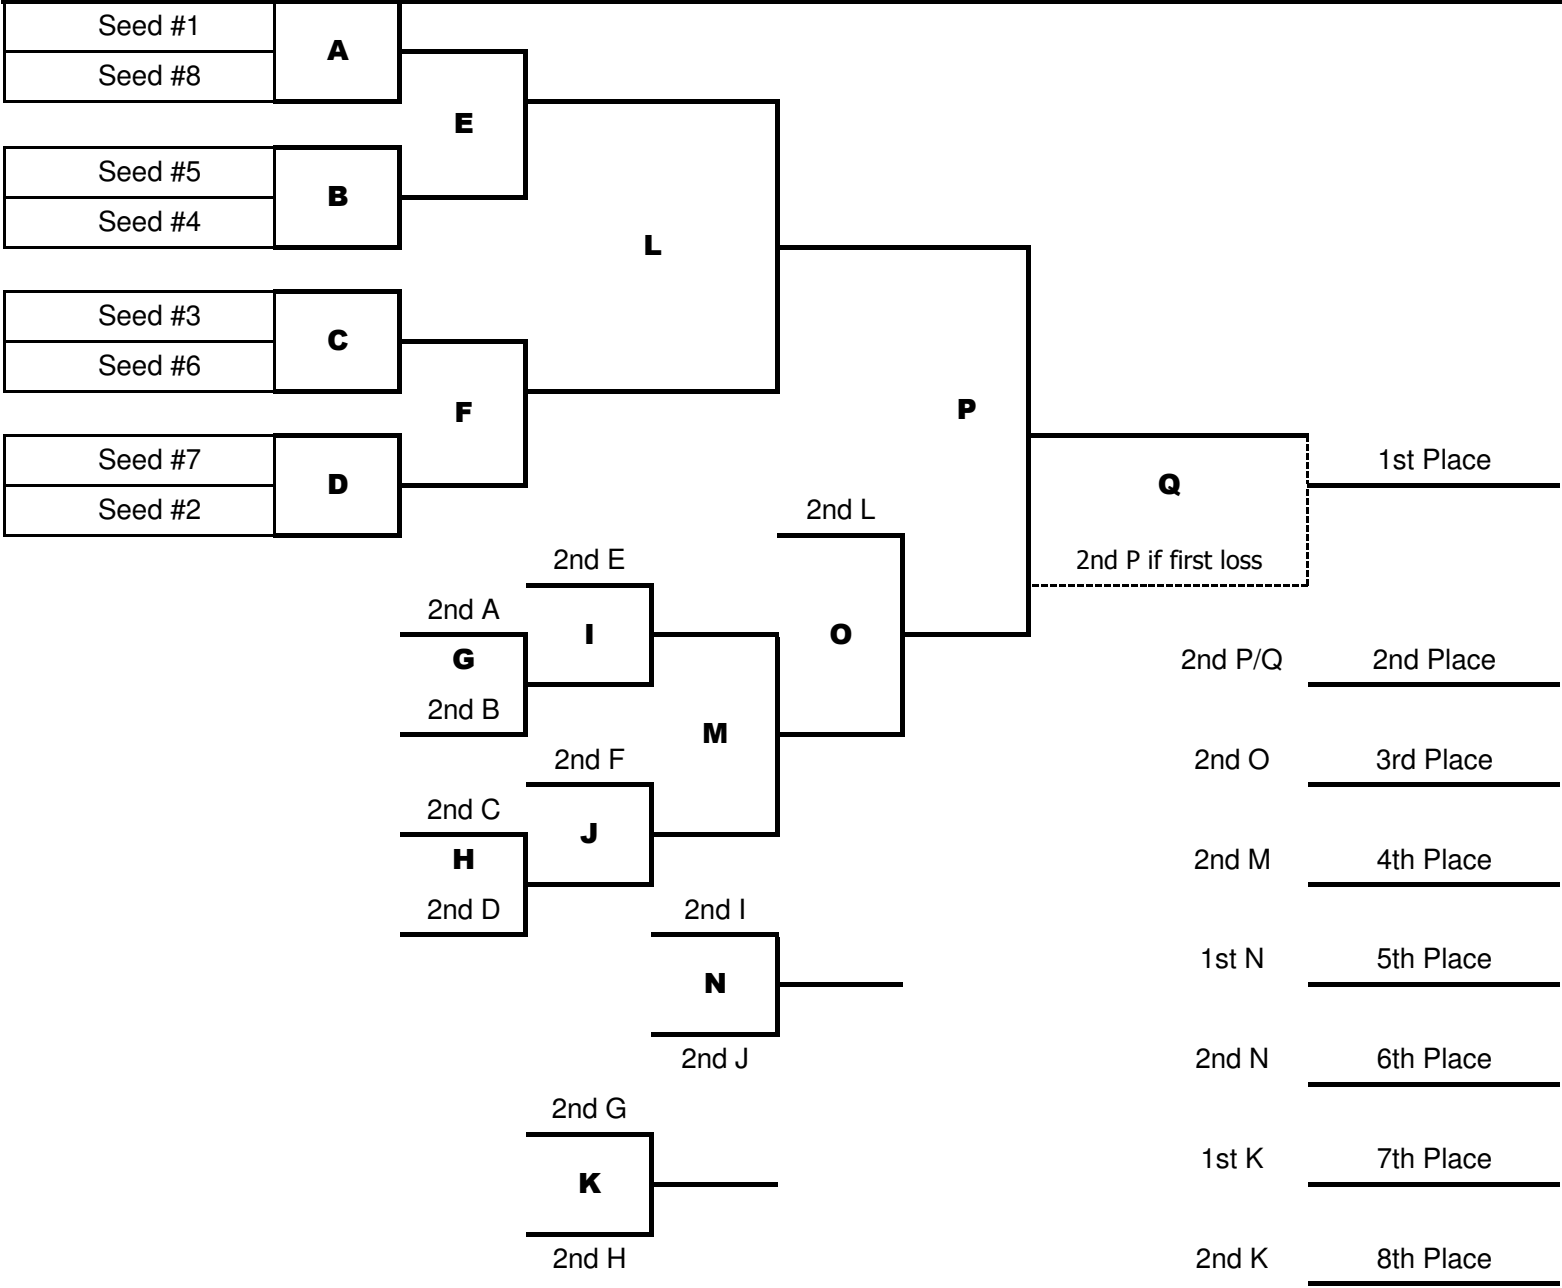 Seed #1
A
Seed #8
E
Seed #5
B
Seed #4
L
Seed #3
C
Seed #6
F
P
Seed #7
1st Place
D
Q
Seed #2
2nd L
2nd E
2nd P if first loss
2nd A
I
O
G
2nd P/Q 2nd Place
2nd B
M
2nd F
2nd O 3rd Place
2nd C
J
H
2nd M 4th Place
2nd D
2nd I
1st N 5th Place
N
2nd J
2nd N 6th Place
2nd G
1st K 7th Place
K
2nd H
2nd K 8th Place